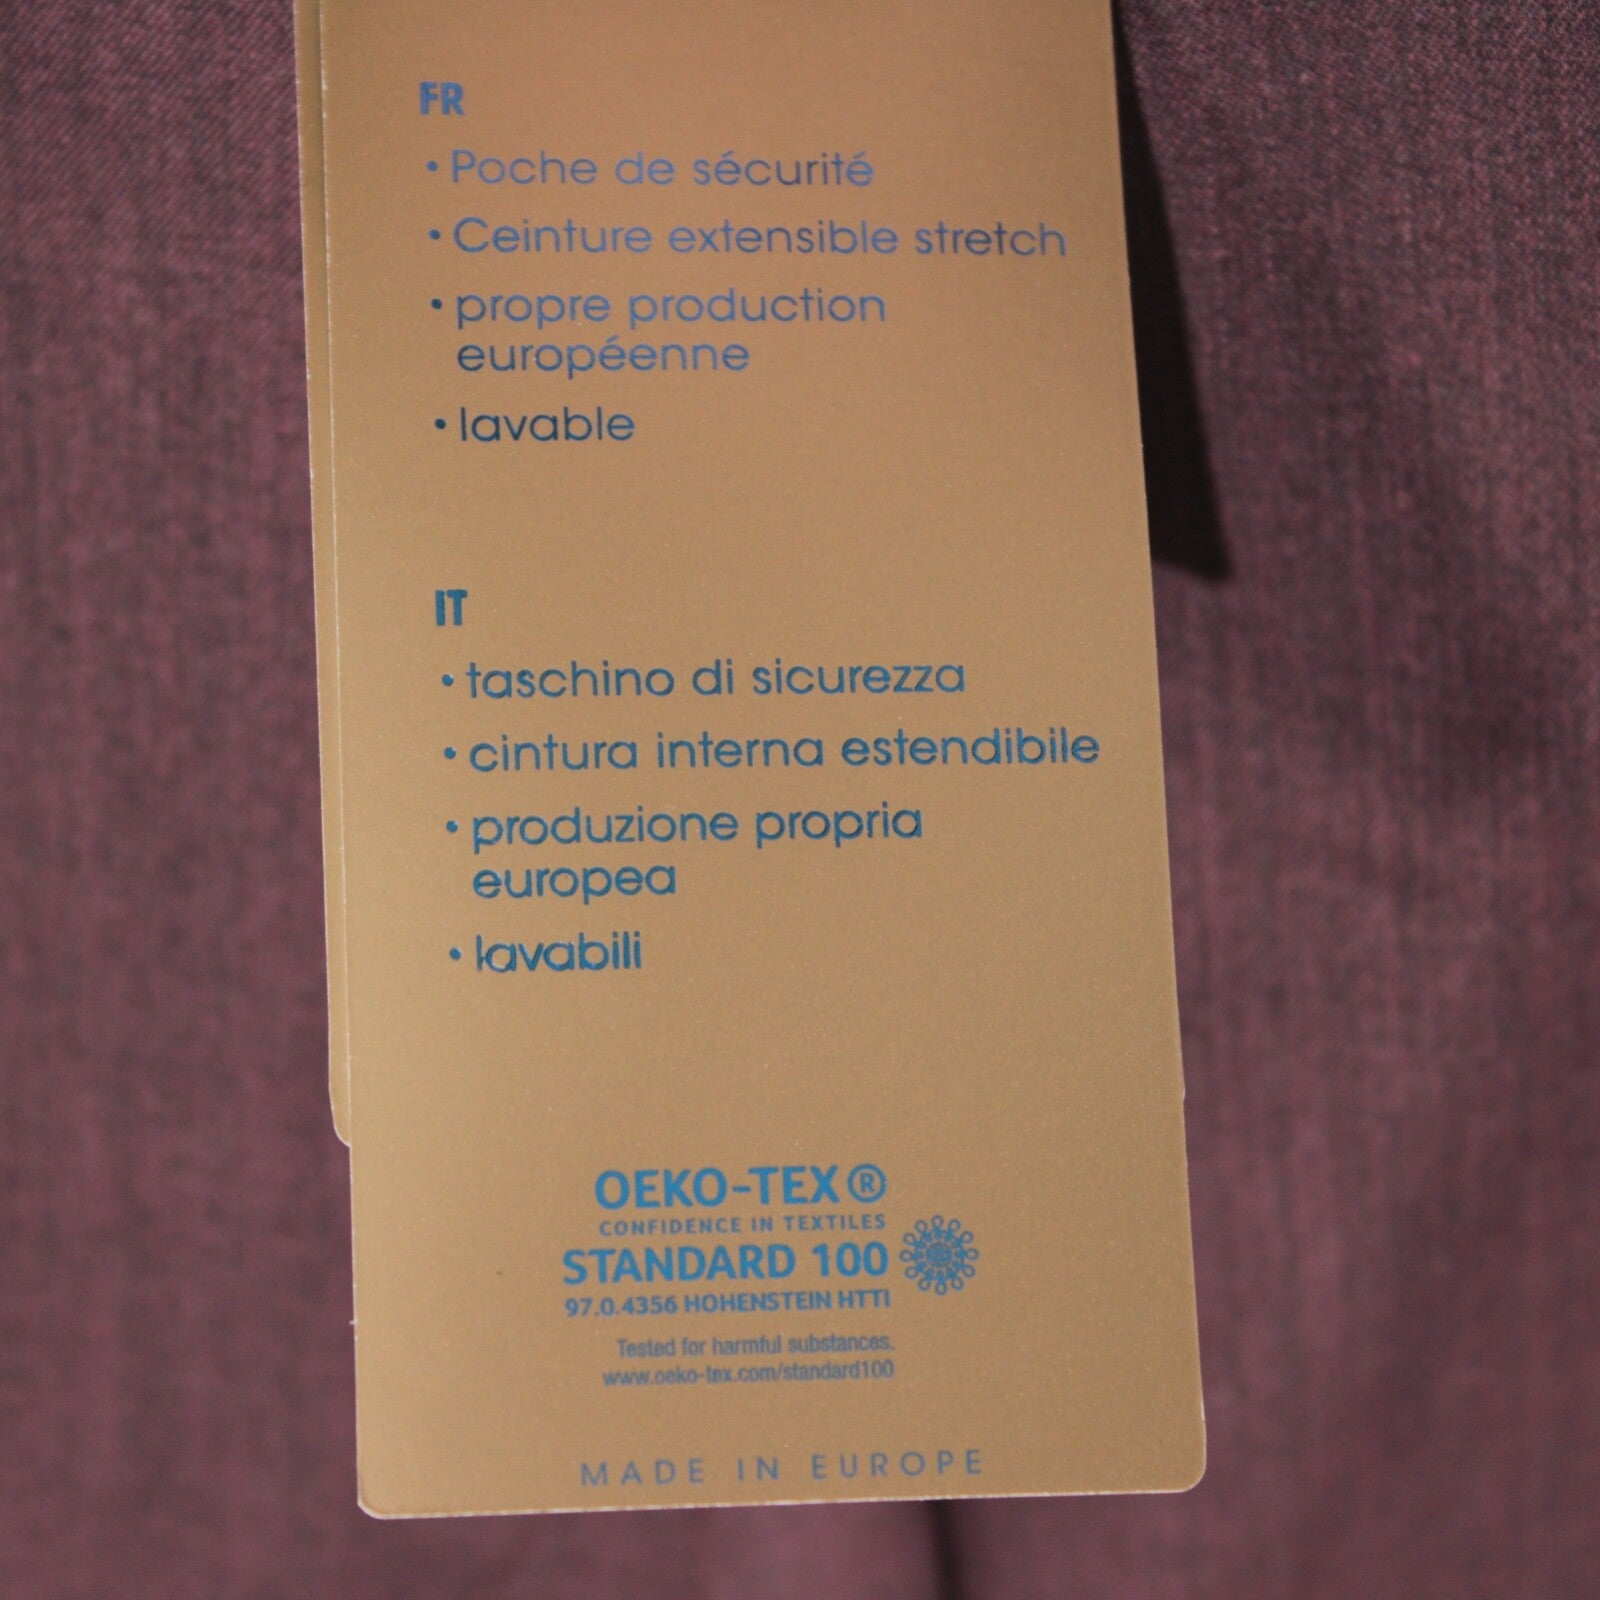 FR
• Poche de sécurité
• Ceinture extensible stretch
• propre production
européenne
• lavable
IT
• taschino di sicurezza
• cintura interna estendibile
• produzione propria
europea
• lavabili
OEKO-TEX®
CONFIDENCE IN TEXTILES
STANDARD 100
97.0.4356 HOHENSTEIN HTTI
Tested for harmful substances.
www.oeko-tex.com/standard100
MADE IN EUROPE